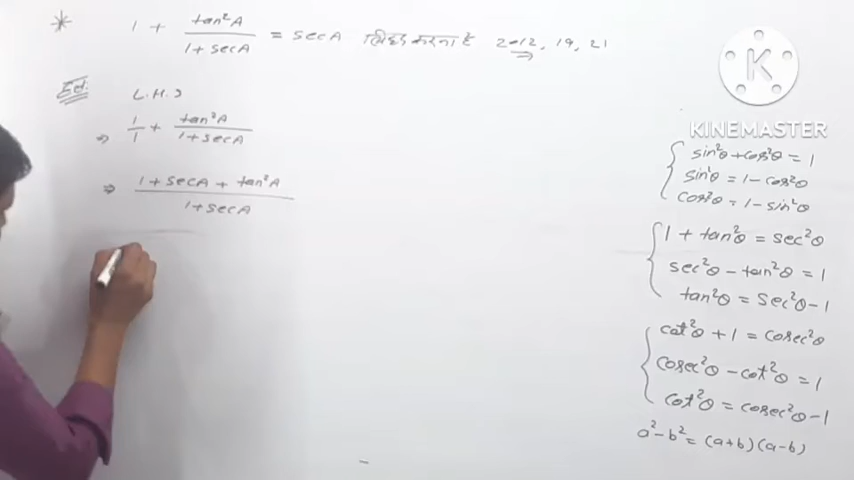 * 1 + tan²A / 1 + secA = secA सिद्ध करना है 2012, 19, 21
हल: L.H.S
⇒ 1/1 + tan²A / 1 + secA
⇒ 1 + secA + tan²A / 1 + secA
K
KINEMASTER
sin²θ + cos²θ = 1
sin²θ = 1 - cos²θ
cos²θ = 1 - sin²θ
1 + tan²θ = sec²θ
sec²θ - tan²θ = 1
tan²θ = sec²θ - 1
cot²θ + 1 = cosec²θ
cosec²θ - cot²θ = 1
cot²θ = cosec²θ - 1
a² - b² = (a+b)(a-b)